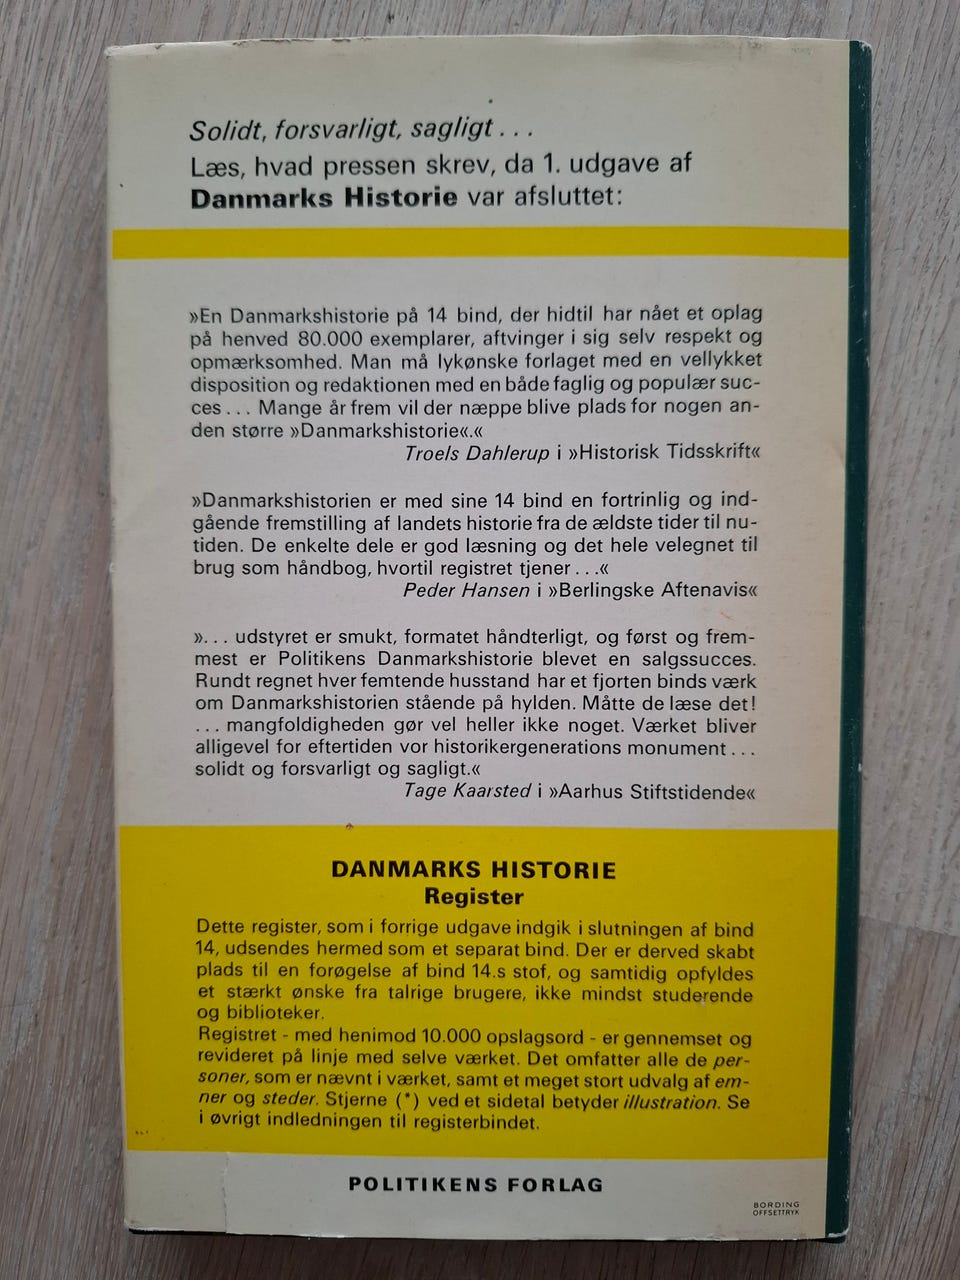 Solidt, forsvarligt, sagligt . . .
Læs, hvad pressen skrev, da 1. udgave af
Danmarks Historie var afsluttet:
»En Danmarkshistorie på 14 bind, der hidtil har nået et oplag
på henved 80.000 exemplarer, aftvinger i sig selv respekt og
opmærksomhed. Man må lykønske forlaget med en vellykket
disposition og redaktionen med en både faglig og populær suc-
ces . . . Mange år frem vil der næppe blive plads for nogen an-
den større »Danmarkshistorie«.«
Troels Dahlerup i »Historisk Tidsskrift«
»Danmarkshistorien er med sine 14 bind en fortrinlig og ind-
gående fremstilling af landets historie fra de ældste tider til nu-
tiden. De enkelte dele er god læsning og det hele velegnet til
brug som håndbog, hvortil registret tjener . . .«
Peder Hansen i »Berlingske Aftenavis«
». . . udstyret er smukt, formatet håndterligt, og først og frem-
mest er Politikens Danmarkshistorie blevet en salgssucces.
Rundt regnet hver femtende husstand har et fjorten binds værk
om Danmarkshistorien stående på hylden. Måtte de læse det!
. . . mangfoldigheden gør vel heller ikke noget. Værket bliver
alligevel for eftertiden vor historikergenerations monument . . .
solidt og forsvarligt og sagligt.«
Tage Kaarsted i »Aarhus Stiftstidende«
DANMARKS HISTORIE
Register
Dette register, som i forrige udgave indgik i slutningen af bind
14, udsendes hermed som et separat bind. Der er derved skabt
plads til en forøgelse af bind 14.s stof, og samtidig opfyldes
et stærkt ønske fra talrige brugere, ikke mindst studerende
og biblioteker.
Registret - med henimod 10.000 opslagsord - er gennemset og
revideret på linje med selve værket. Det omfatter alle de per-
soner, som er nævnt i værket, samt et meget stort udvalg af em-
ner og steder. Stjerne (*) ved et sidetal betyder illustration. Se
i øvrigt indledningen til registerbindet.
POLITIKENS FORLAG
BORDING
OFFSETTRYK